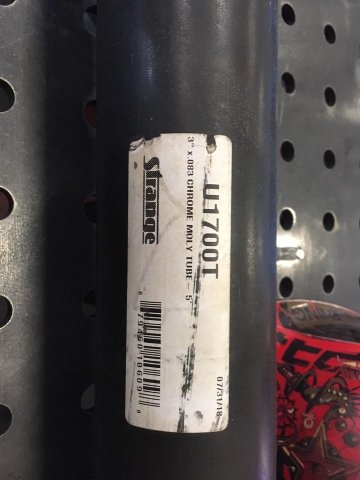 U1700T
3" x .083 CHROME MOLY TUBE - 5'
Strange
07/31/18